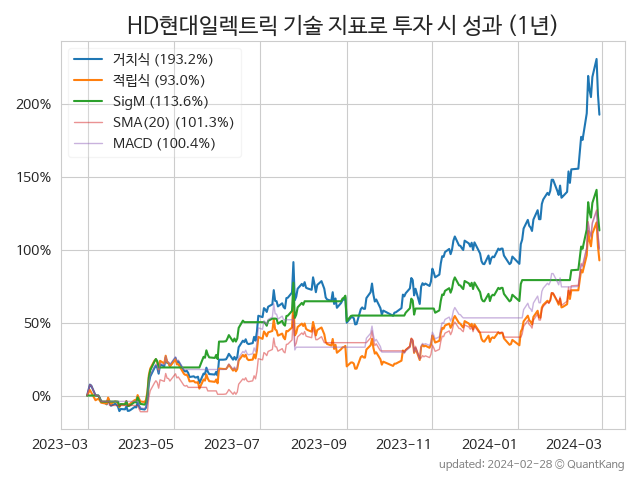 HD현대일렉트릭 기술 지표로 투자 시 성과 (1년)
거치식 (193.2%)
적립식 (93.0%)
SigM (113.6%)
SMA(20) (101.3%)
MACD (100.4%)
200%
150%
100%
50%
0%
2023-03 2023-05 2023-07 2023-09 2023-11 2024-01 2024-03
updated: 2024-02-28 © QuantKang